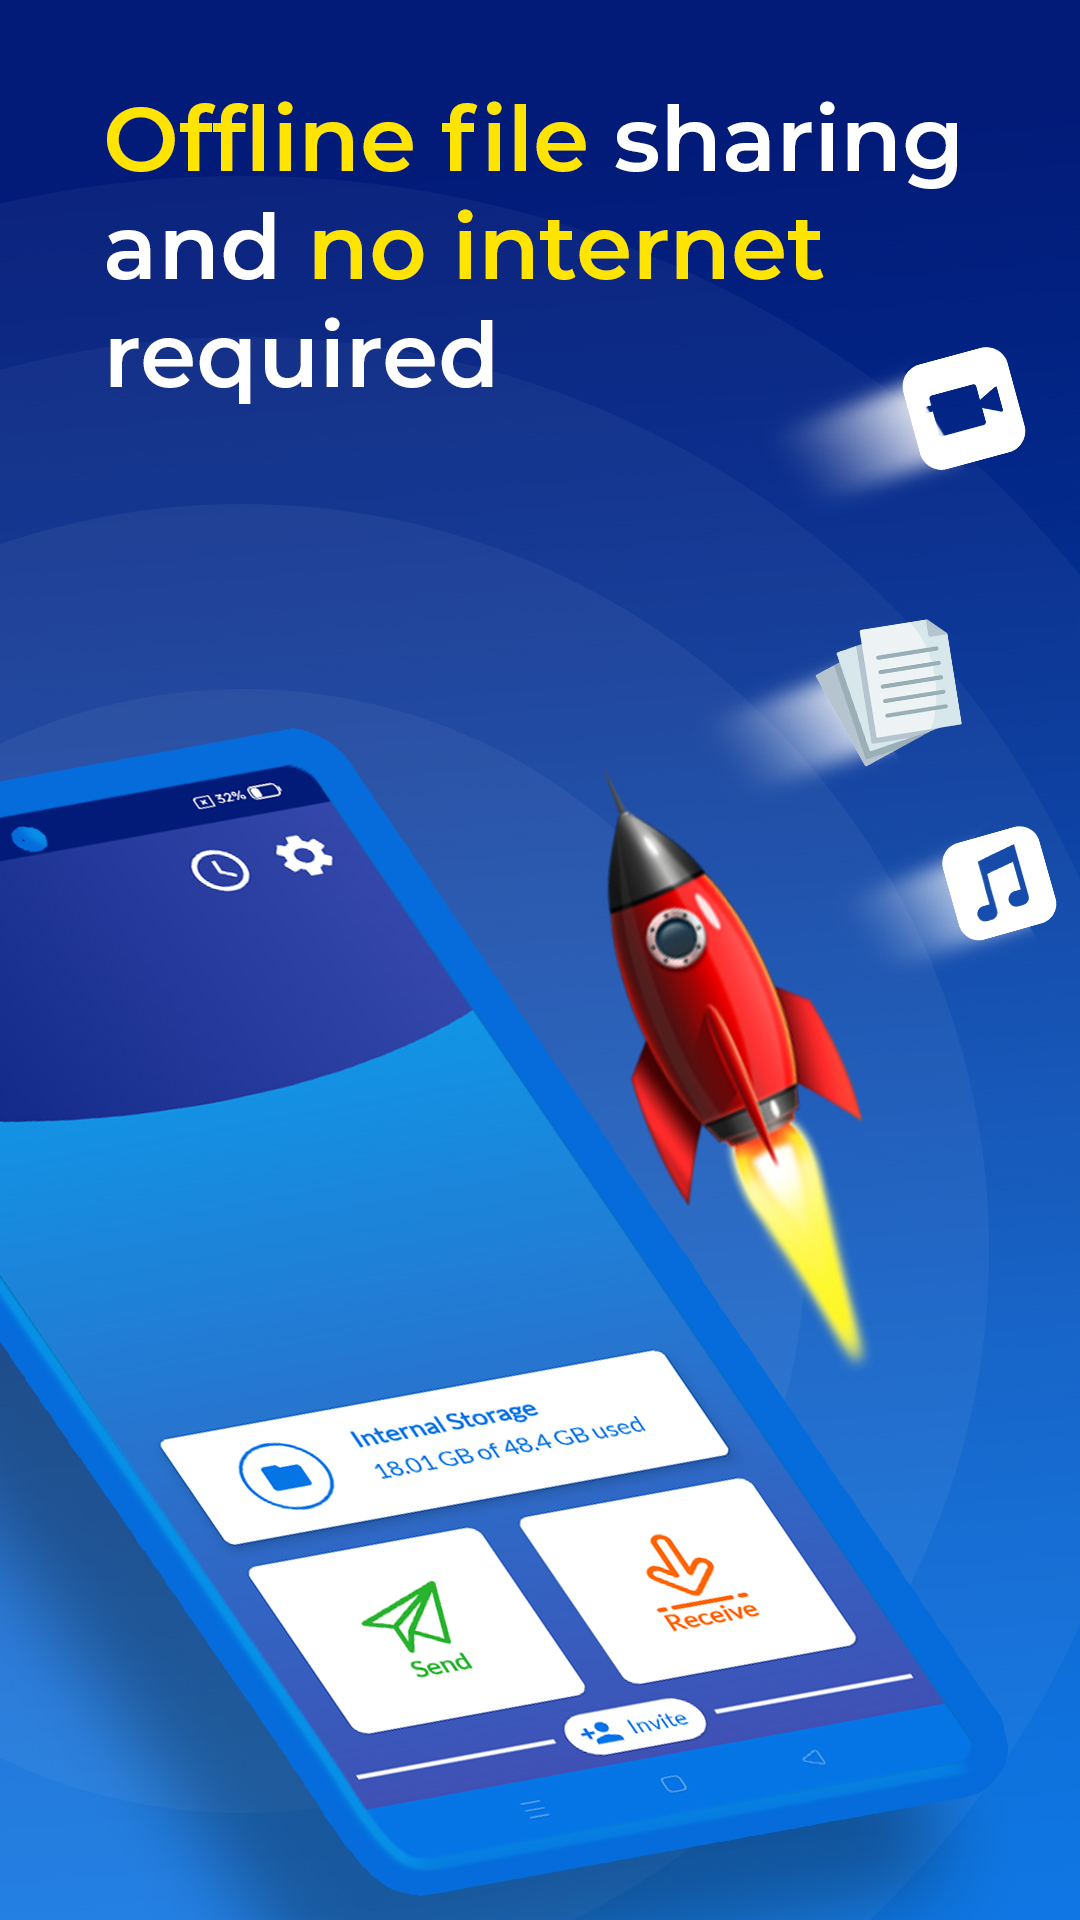 Offline file sharing
and no internet
required
32%
Internal Storage
18.01 GB of 48.4 GB used
Send
Receive
Invite